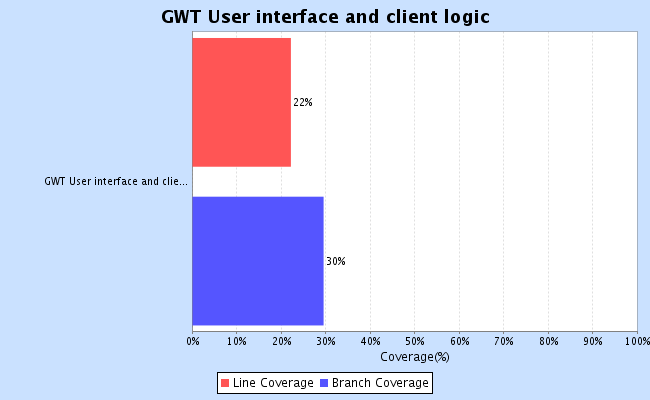 GWT User interface and client logic
22%
GWT User interface and clie...
30%
0% 10% 20% 30% 40% 50% 60% 70% 80% 90% 100%
Coverage(%)
Line Coverage Branch Coverage